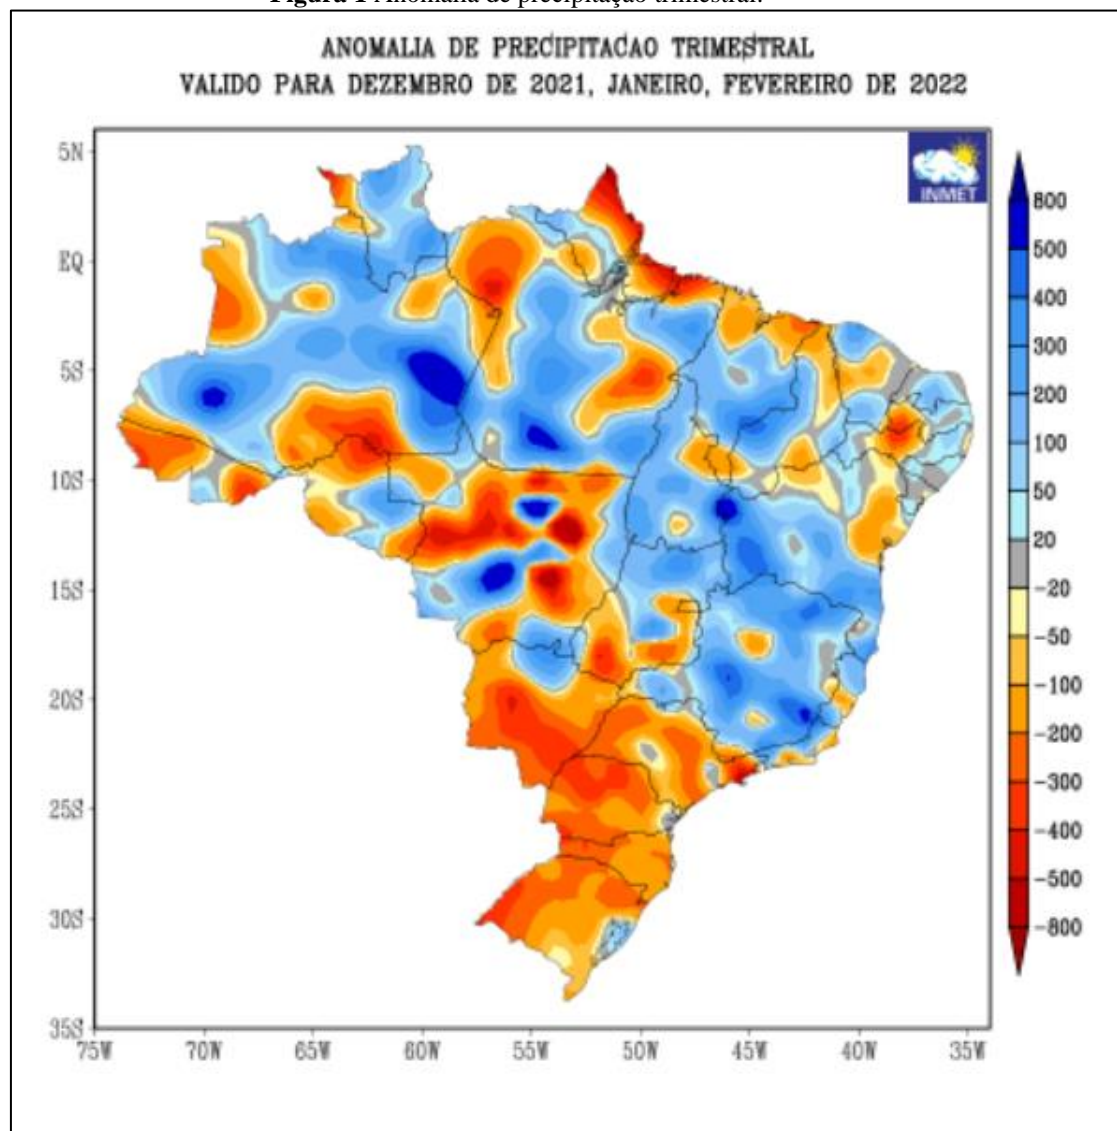 Figura 1 Anomalia de precipitação trimestral.
ANOMALIA DE PRECIPITACAO TRIMESTRAL
VALIDO PARA DEZEMBRO DE 2021, JANEIRO, FEVEREIRO DE 2022
INMET
5N
EQ
5S
10S
15S
20S
25S
30S
35S
75W
70W
65W
60W
55W
50W
45W
40W
35W
800
500
400
300
200
100
50
20
-20
-50
-100
-200
-300
-400
-500
-800